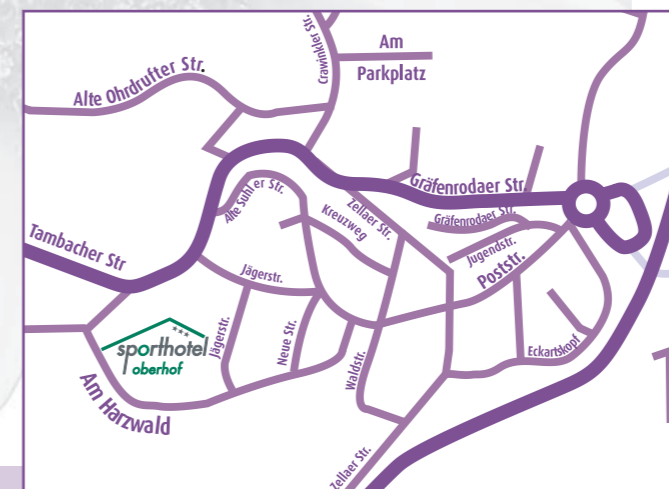 Crawinkler Str.
Am
Parkplatz
Alte Ohrdrufter Str.
Gräfenrodaer Str.
Alte Suhler Str.
Zellaer Str.
Kreuzweg
Gräfenrodaer Str.
Jugendstr.
Poststr.
Tambacher Str
Jägerstr.
sporthotel
oberhof
Jägerstr.
Neue Str.
Waldstr.
Eckartskopf
Am Harzwald
Zellaer Str.